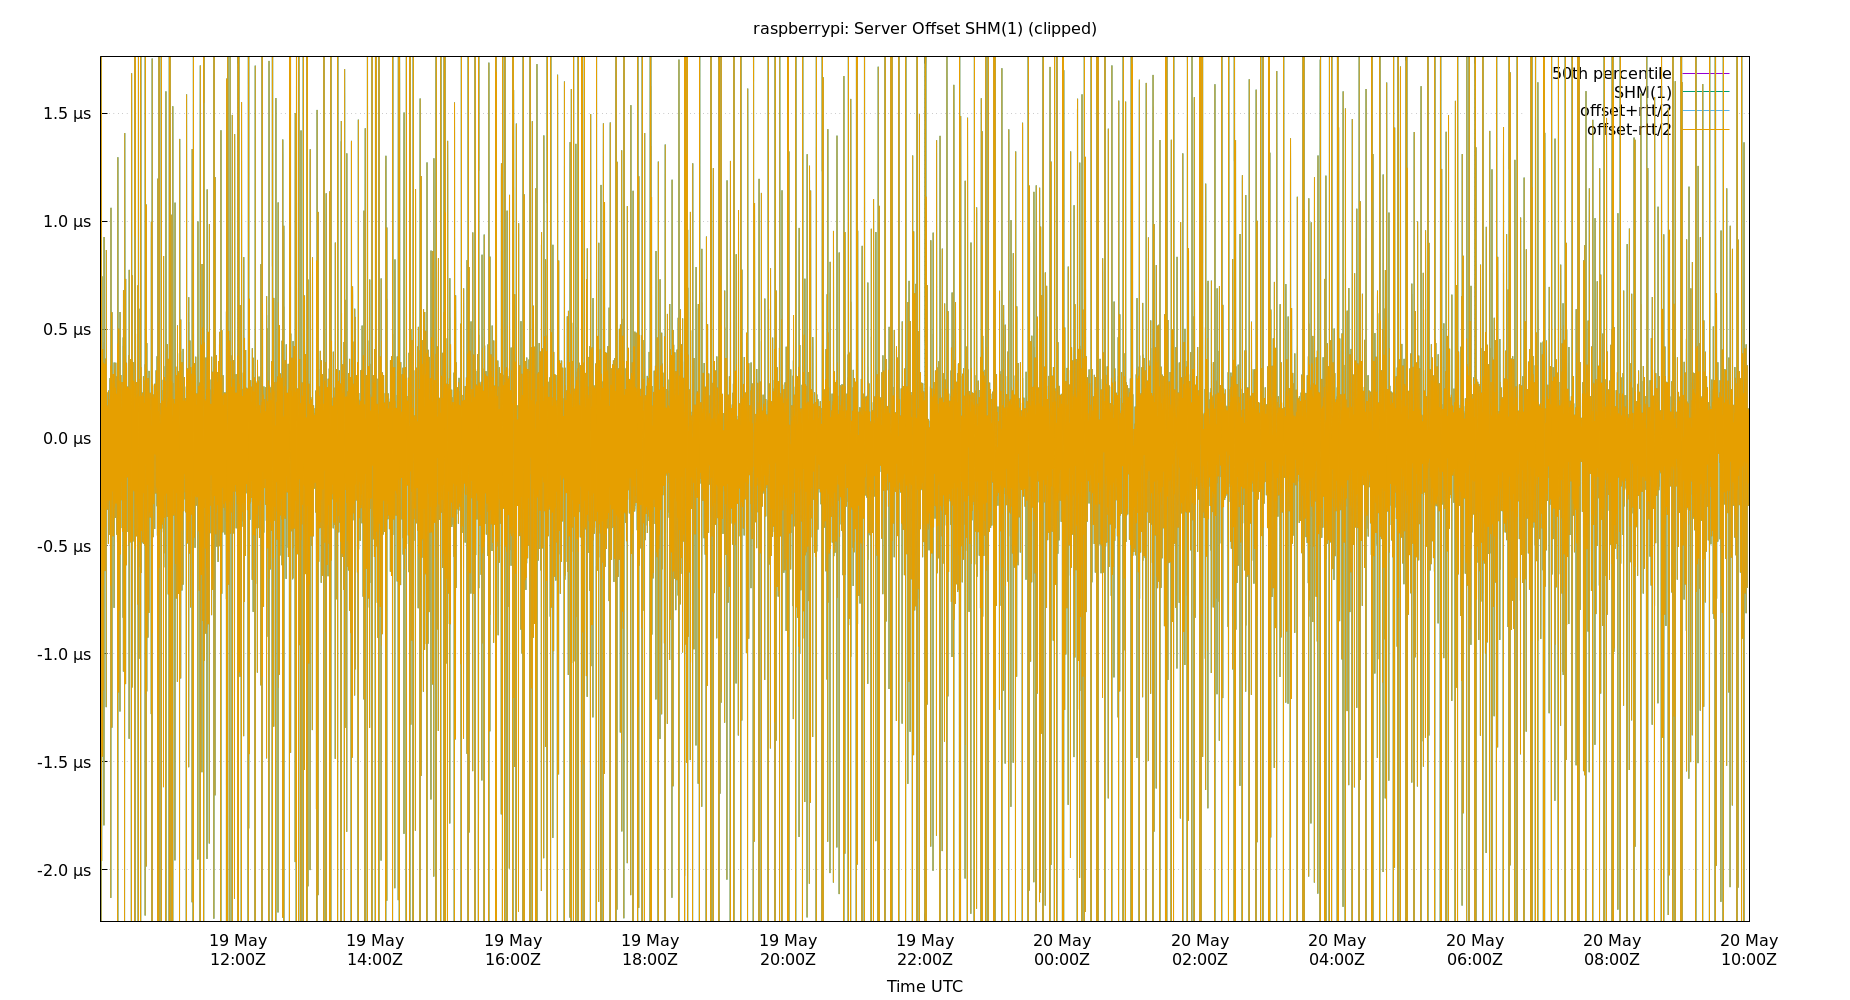 raspberrypi: Server Offset SHM(1) (clipped)
50th percentile
SHM(1)
offset+rtt/2
offset-rtt/2
1.5 µs
1.0 µs
0.5 µs
0.0 µs
-0.5 µs
-1.0 µs
-1.5 µs
-2.0 µs
19 May 19 May 19 May 19 May 19 May 19 May 20 May 20 May 20 May 20 May 20 May 20 May
12:00Z 14:00Z 16:00Z 18:00Z 20:00Z 22:00Z 00:00Z 02:00Z 04:00Z 06:00Z 08:00Z 10:00Z
Time UTC